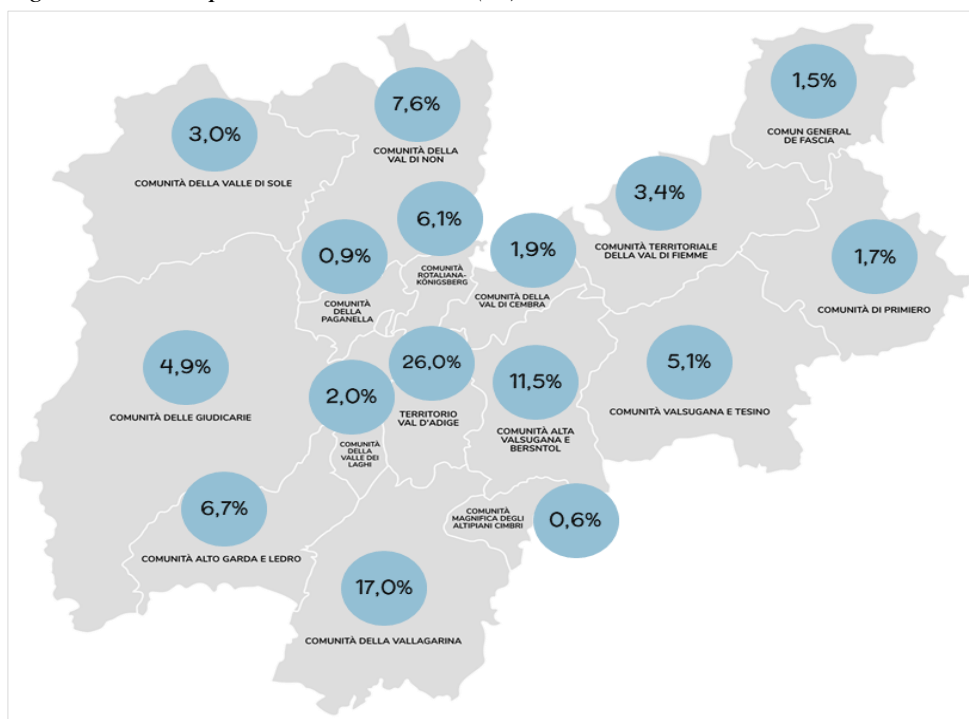 1,5%
COMUN GENERAL
DE FASCIA
7,6%
COMUNITÀ DELLA
VAL DI NON
3,0%
COMUNITÀ DELLA VALLE DI SOLE
3,4%
COMUNITÀ TERRITORIALE
DELLA VAL DI FIEMME
6,1%
COMUNITÀ
ROTALIANA-
KÖNIGSBERG
1,9%
COMUNITÀ DELLA
VAL DI CEMBRA
0,9%
COMUNITÀ
DELLA
PAGANELLA
1,7%
COMUNITÀ DI PRIMIERO
4,9%
COMUNITÀ DELLE GIUDICARIE
2,0%
COMUNITÀ
DELLA
VALLE DEI
LAGHI
26,0%
TERRITORIO
VAL D'ADIGE
11,5%
COMUNITÀ ALTA
VALSUGANA E
BERSNTOL
5,1%
COMUNITÀ VALSUGANA E TESINO
6,7%
COMUNITÀ ALTO GARDA E LEDRO
COMUNITÀ
MAGNIFICA DEGLI
ALTIPIANI CIMBRI
0,6%
17,0%
COMUNITÀ DELLA VALLAGARINA